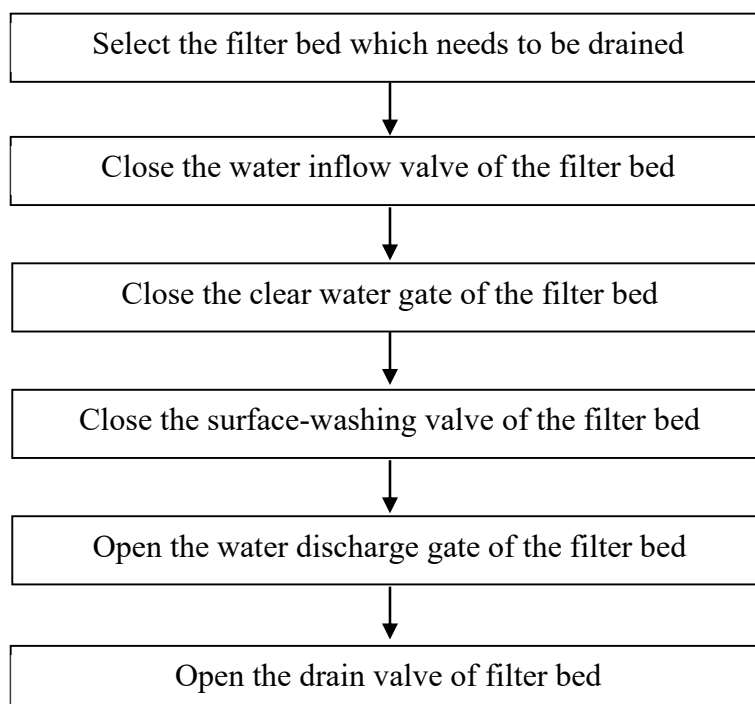 Select the filter bed which needs to be drained
Close the water inflow valve of the filter bed
Close the clear water gate of the filter bed
Close the surface-washing valve of the filter bed
Open the water discharge gate of the filter bed
Open the drain valve of filter bed